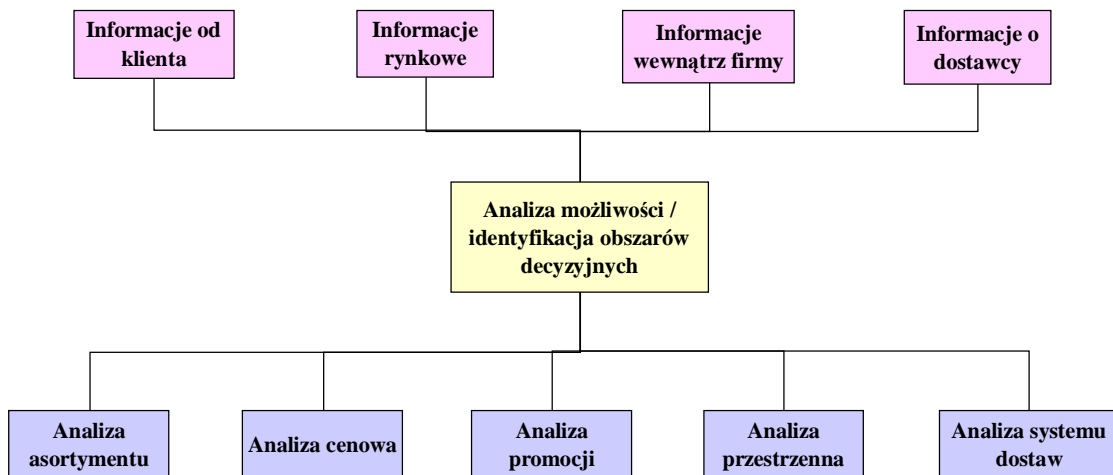 Informacje od
klienta
Informacje
rynkowe
Informacje
wewnątrz firmy
Informacje o
dostawcy
Analiza możliwości /
identyfikacja obszarów
decyzyjnych
Analiza
asortymentu
Analiza cenowa
Analiza
promocji
Analiza
przestrzenna
Analiza systemu
dostaw